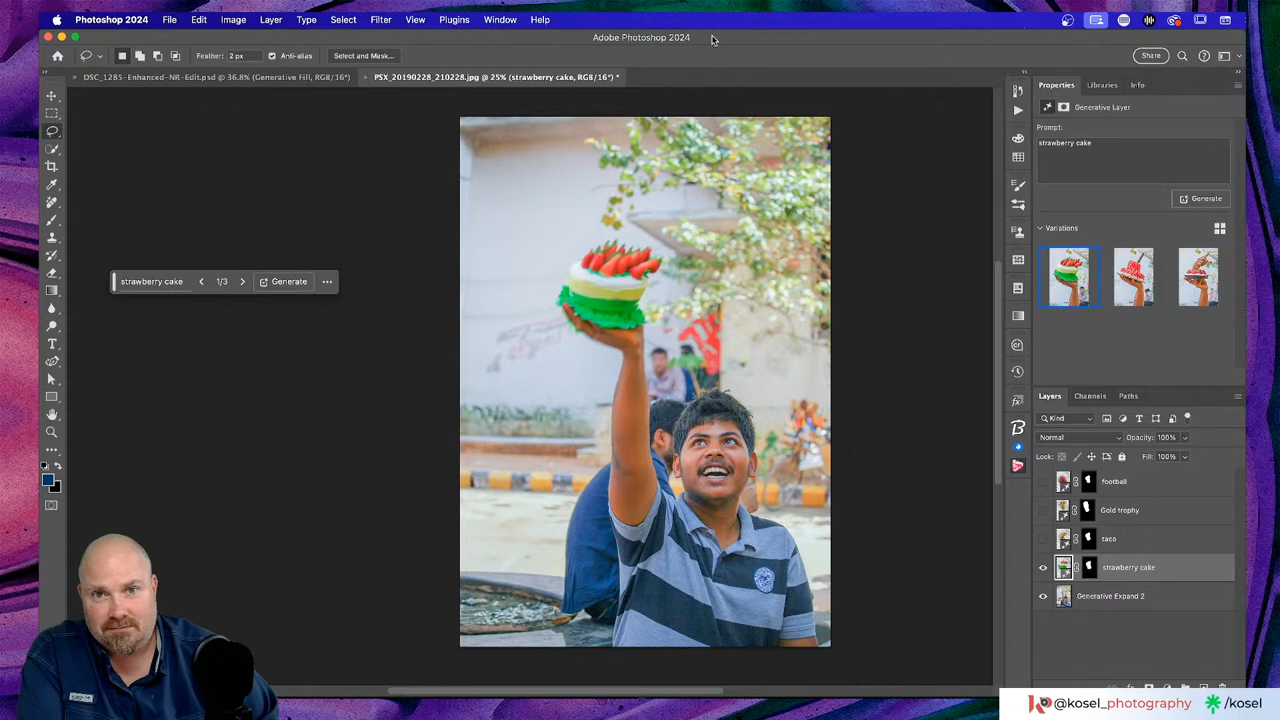 Photoshop 2024 File Edit Image Layer Type Select Filter View Plugins Window Help
Adobe Photoshop 2024
Feather: 2 px Anti-alias Select and Mask... Share
× DSC_1285-Enhanced-NR-Edit.psd @ 36.8% (Generative Fill, RGB/16*) × PSX_20190228_210228.jpg @ 25% (strawberry cake, RGB/16*) *
Properties Libraries Info
Generative Layer
Prompt:
strawberry cake
Generate
Variations
strawberry cake 1/3 Generate ...
Layers Channels Paths
Kind
Normal Opacity: 100%
Lock: Fill: 100%
football
Gold trophy
taco
strawberry cake
Generative Expand 2
@kosel_photography /kosel